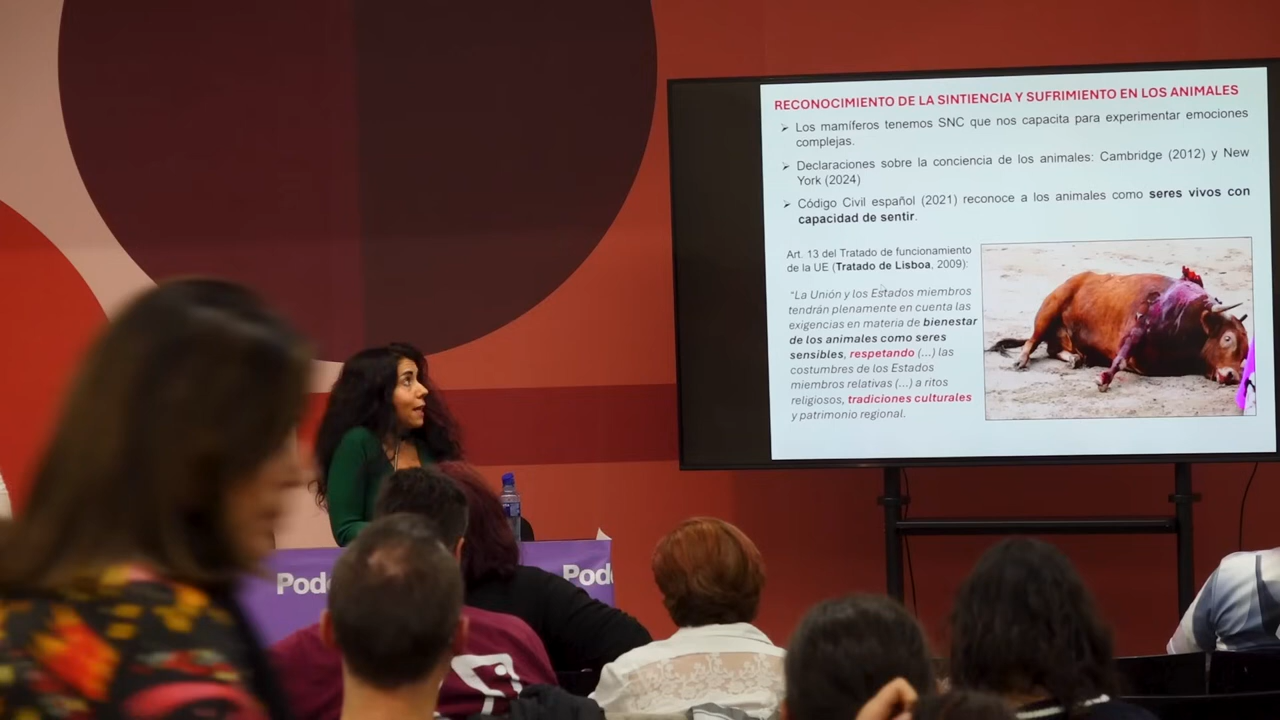 RECONOCIMIENTO DE LA SINTIENCIA Y SUFRIMIENTO EN LOS ANIMALES
➢ Los mamíferos tenemos SNC que nos capacita para experimentar emociones
complejas.
➢ Declaraciones sobre la conciencia de los animales: Cambridge (2012) y New
York (2024)
➢ Código Civil español (2021) reconoce a los animales como seres vivos con
capacidad de sentir.
Art. 13 del Tratado de funcionamiento
de la UE (Tratado de Lisboa, 2009):
“La Unión y los Estados miembros
tendrán plenamente en cuenta las
exigencias en materia de bienestar
de los animales como seres
sensibles, respetando (...) las
costumbres de los Estados
miembros relativas (...) a ritos
religiosos, tradiciones culturales
y patrimonio regional.
Pode
Pod